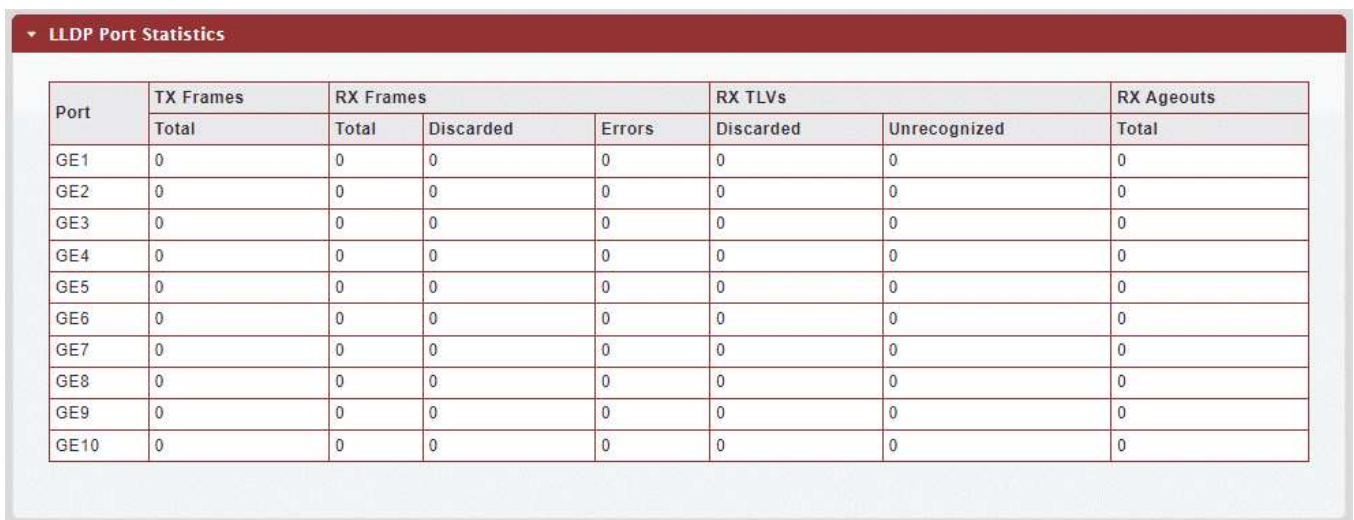 LLDP Port Statistics
Port TX Frames RX Frames RX TLVs RX Ageouts
Total Total Discarded Errors Discarded Unrecognized Total
GE1 0 0 0 0 0 0 0
GE2 0 0 0 0 0 0 0
GE3 0 0 0 0 0 0 0
GE4 0 0 0 0 0 0 0
GE5 0 0 0 0 0 0 0
GE6 0 0 0 0 0 0 0
GE7 0 0 0 0 0 0 0
GE8 0 0 0 0 0 0 0
GE9 0 0 0 0 0 0 0
GE10 0 0 0 0 0 0 0